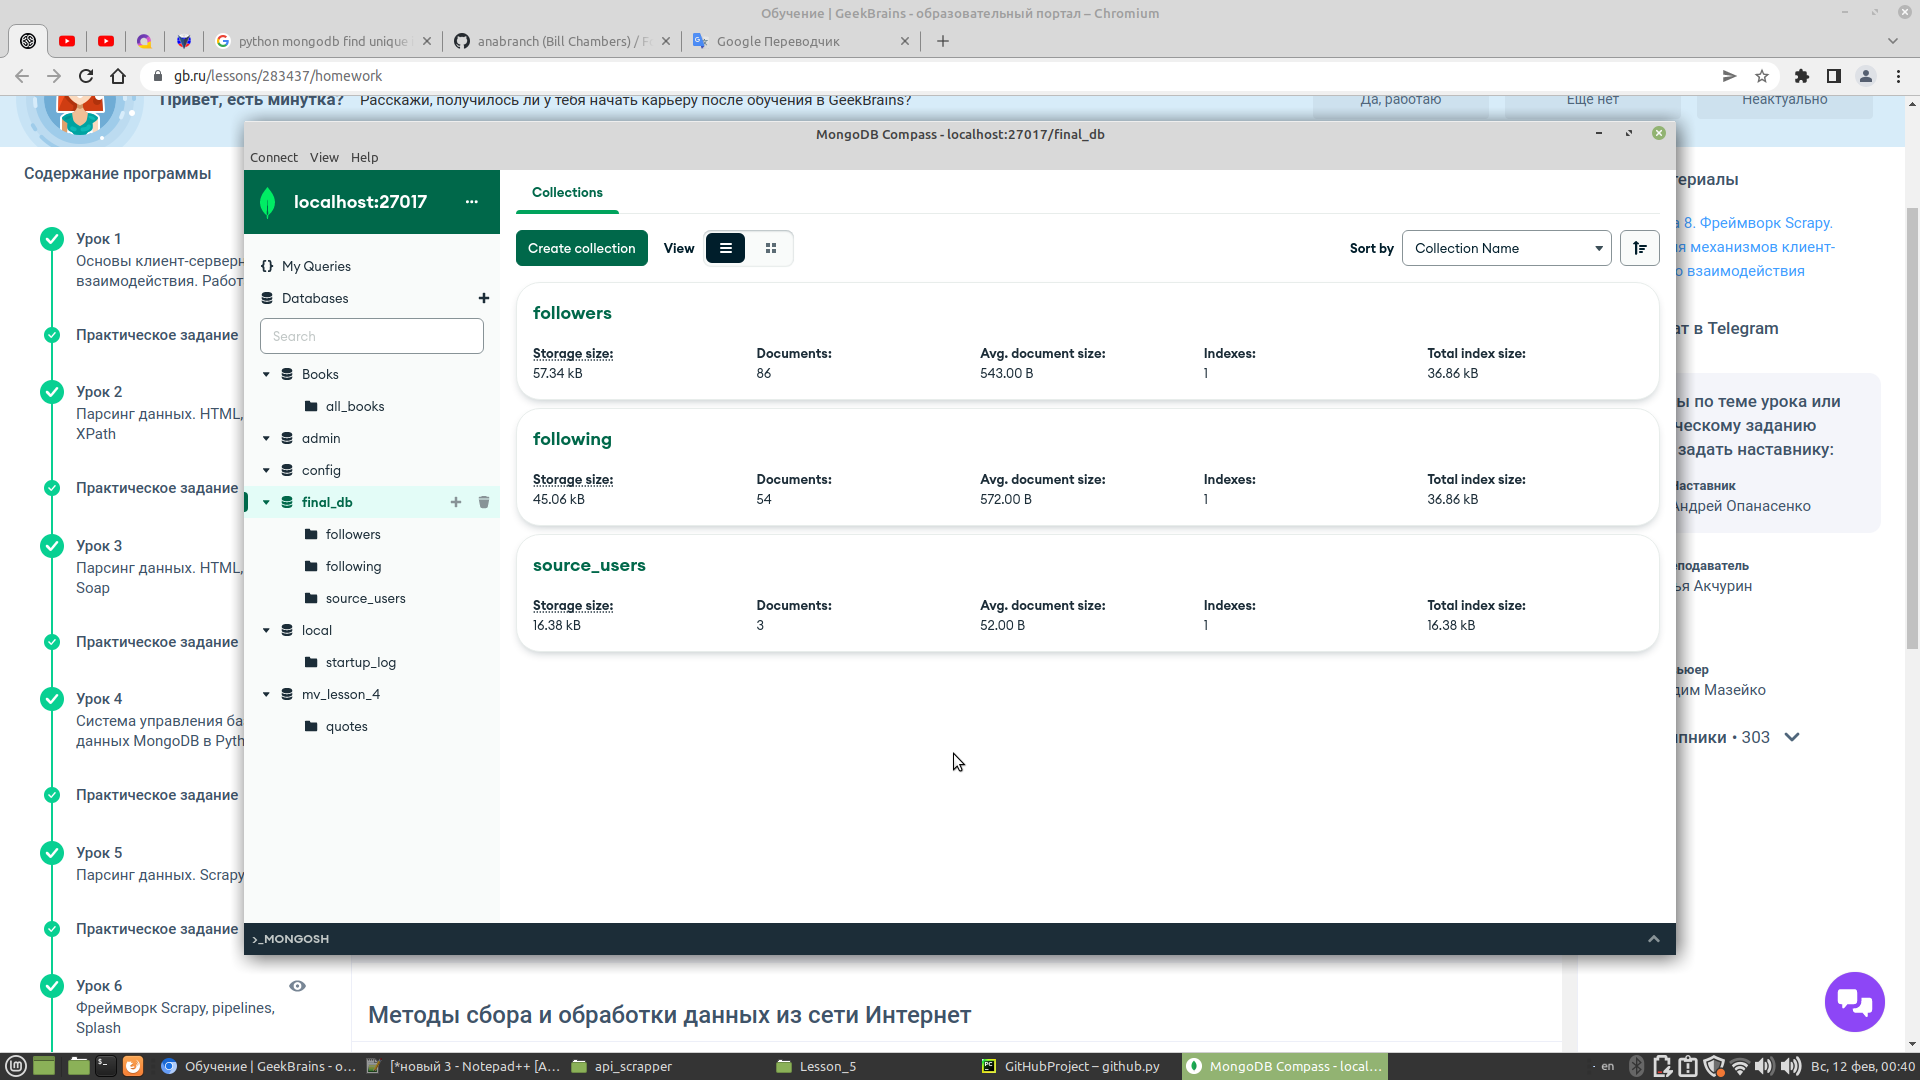 Обучение | GeekBrains - образовательный портал – Chromium
python mongodb find unique
anabranch (Bill Chambers) /
Google Переводчик
gb.ru/lessons/283437/homework
Привет, есть минутка?
Расскажи, получилось ли у тебя начать карьеру после обучения в GeekBrains?
Да, работаю
Еще нет
Неактуально
MongoDB Compass - localhost:27017/final_db
Connect
View
Help
Содержание программы
Урок 1
Основы клиент-серверн
взаимодействия. Работ
Практическое задание
Урок 2
Парсинг данных. HTML,
XPath
Практическое задание
Урок 3
Парсинг данных. HTML,
Soap
Практическое задание
Урок 4
Система управления ба
данных MongoDB в Pyth
Практическое задание
Урок 5
Парсинг данных. Scrapy
Практическое задание
Урок 6
Фреймворк Scrapy, pipelines,
Splash
localhost:27017
My Queries
Databases
Search
Books
all_books
admin
config
final_db
followers
following
source_users
local
startup_log
mv_lesson_4
quotes
Collections
Create collection
View
Sort by
Collection Name
followers
Storage size:
Documents:
Avg. document size:
Indexes:
Total index size:
57.34 kB
86
543.00 B
1
36.86 kB
following
Storage size:
Documents:
Avg. document size:
Indexes:
Total index size:
45.06 kB
54
572.00 B
1
36.86 kB
source_users
Storage size:
Documents:
Avg. document size:
Indexes:
Total index size:
16.38 kB
3
52.00 B
1
16.38 kB
>_MONGOSH
териалы
а 8. Фреймворк Scrapy.
ия механизмов клиент-
о взаимодействия
ат в Telegram
ы по теме урока или
ческому заданию
задать наставнику:
Наставник
Андрей Опанасенко
еподаватель
ья Акчурин
ьюер
дим Мазейко
пники • 303
Методы сбора и обработки данных из сети Интернет
Обучение | GeekBrains - о...
[*новый 3 - Notepad++ [A...
api_scrapper
Lesson_5
GitHubProject – github.py
MongoDB Compass - local...
en
Вс, 12 фев, 00:40